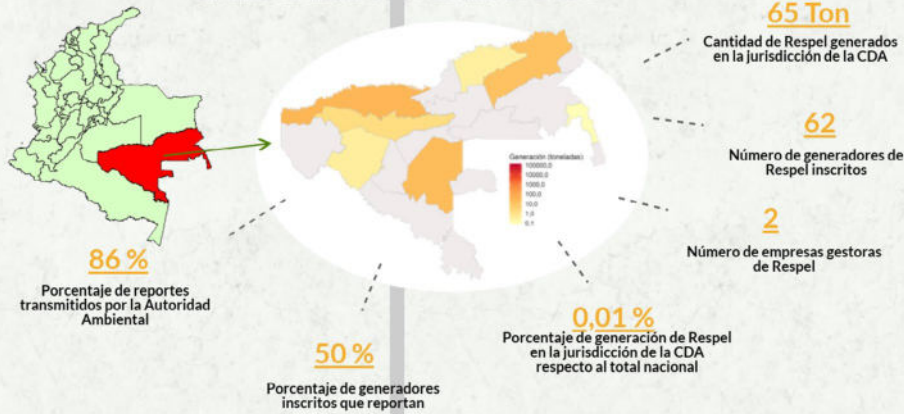 65 Ton
Cantidad de Respel generados
en la jurisdicción de la CDA
62
Número de generadores de
Respel inscritos
Generación (toneladas)
100000,0
10000,0
1000,0
100,0
10,0
1,0
0,1
2
Número de empresas gestoras
de Respel
86 %
Porcentaje de reportes
transmitidos por la Autoridad
Ambiental
0,01 %
Porcentaje de generación de Respel
en la jurisdicción de la CDA
respecto al total nacional
50 %
Porcentaje de generadores
inscritos que reportan